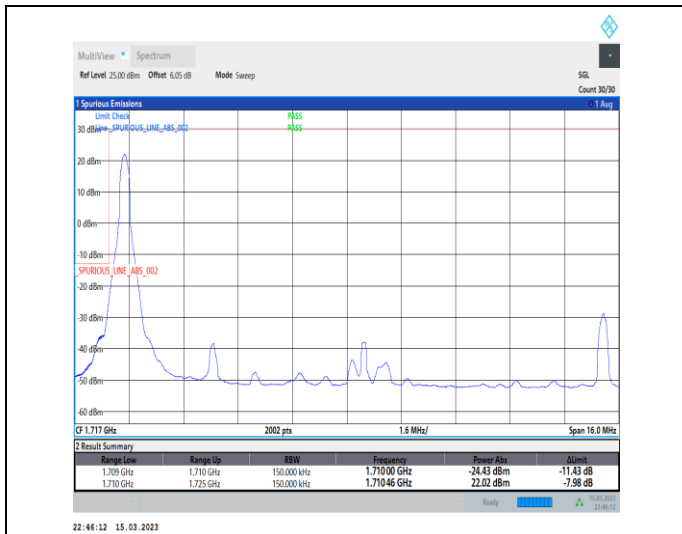 MultiView Spectrum
Ref Level 25.00 dBm Offset 6.05 dB Mode Sweep SGL
Count 30/30
1 Spurious Emissions 1 Avg
Limit Check PASS
30 dBm Line _SPURIOUS_LINE_ABS_002 PASS
20 dBm
10 dBm
0 dBm
-10 dBm
_SPURIOUS_LINE_ABS_002
-20 dBm
-30 dBm
-40 dBm
-50 dBm
-60 dBm
CF 1.717 GHz 2002 pts 1.6 MHz/ Span 16.0 MHz
2 Result Summary
Range Low Range Up RBW Frequency Power Abs ΔLimit
1.709 GHz 1.710 GHz 150.000 kHz 1.71000 GHz -24.43 dBm -11.43 dB
1.710 GHz 1.725 GHz 150.000 kHz 1.71046 GHz 22.02 dBm -7.98 dB
Ready 15.03.2023
22:46:12
22:46:12 15.03.2023